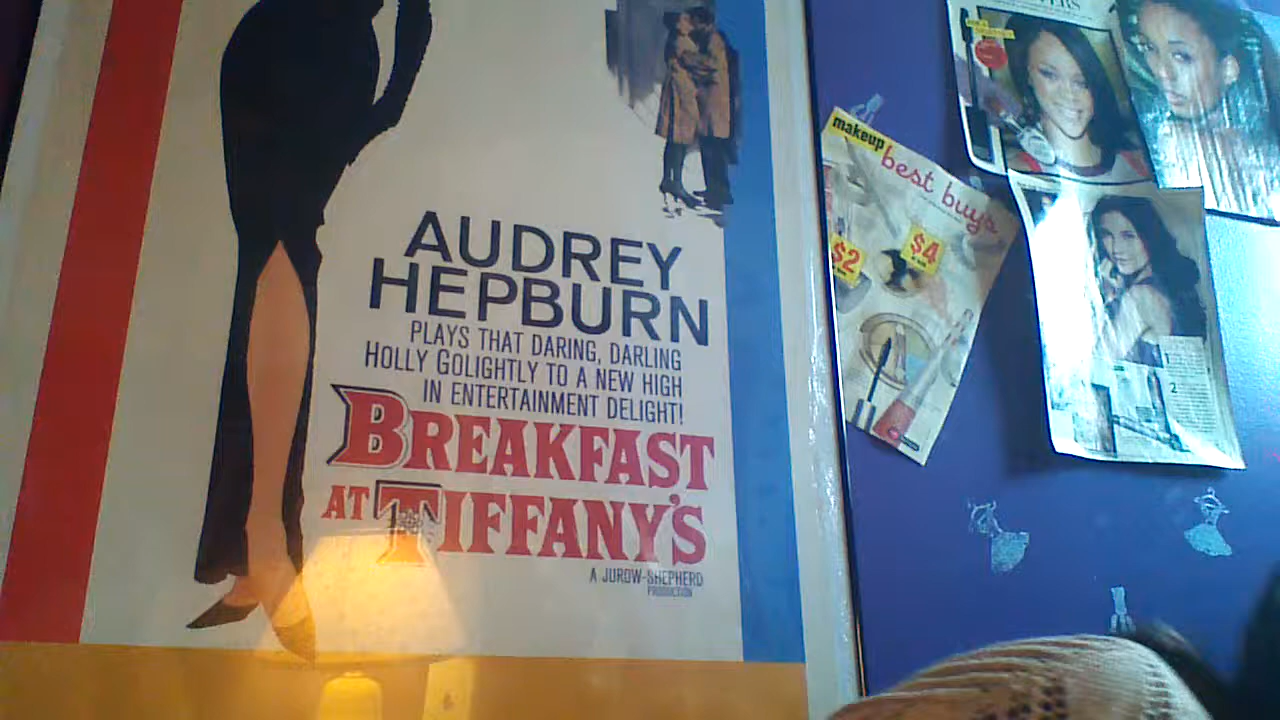 AUDREY
HEPBURN
PLAYS THAT DARING, DARLING
HOLLY GOLIGHTLY TO A NEW HIGH
IN ENTERTAINMENT DELIGHT!
BREAKFAST
AT TIFFANY'S
A JUROW-SHEPHERD
PRODUCTION
makeup
best buys
$2
$4
2